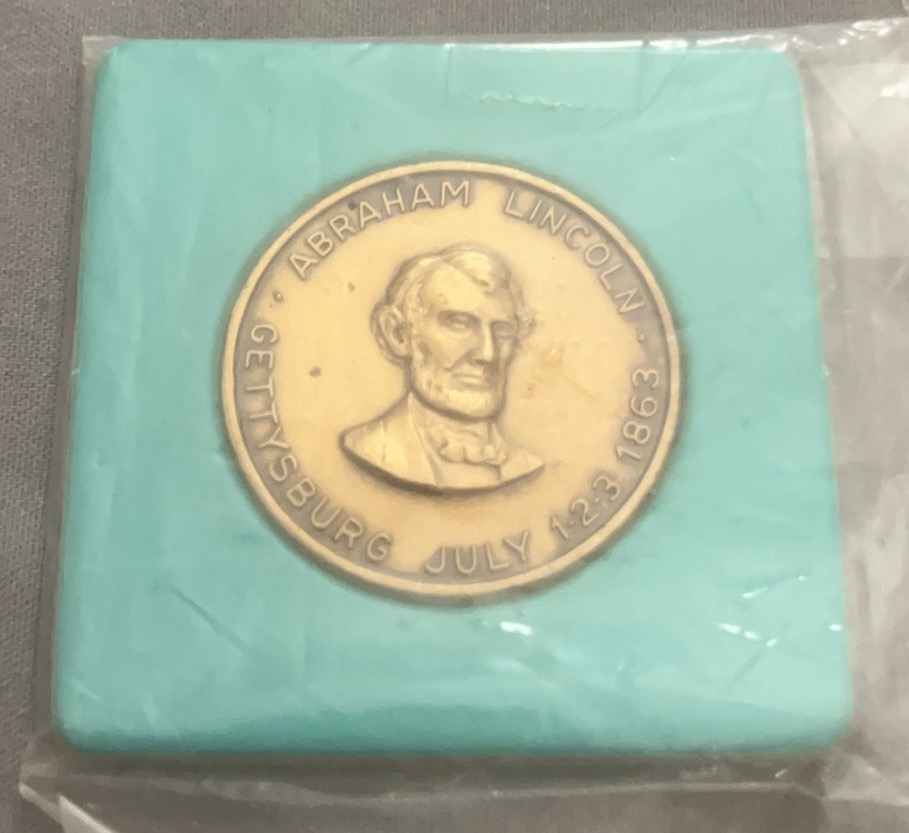 ABRAHAM LINCOLN
GETTYSBURG JULY 1·2·3 1863